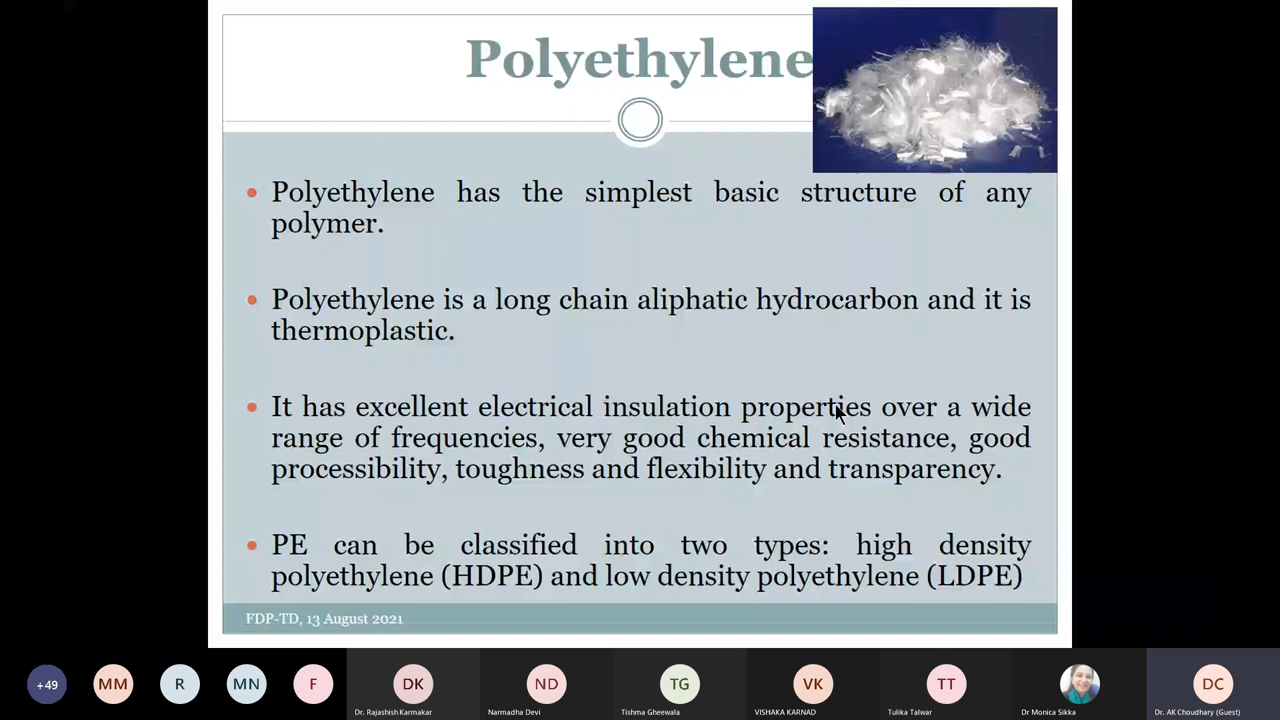 Polyethylene
Polyethylene has the simplest basic structure of any
polymer.
Polyethylene is a long chain aliphatic hydrocarbon and it is
thermoplastic.
It has excellent electrical insulation properties over a wide
range of frequencies, very good chemical resistance, good
processibility, toughness and flexibility and transparency.
PE can be classified into two types: high density
polyethylene (HDPE) and low density polyethylene (LDPE)
FDP-TD, 13 August 2021
+49 MM R MN F DK ND TG VK TT DC
Dr. Rajashish Karmakar Narmadha Devi Tishma Gheewala VISHAKA KARNAD Tulika Talwar Dr Monica Sikka Dr. AK Choudhary (Guest)